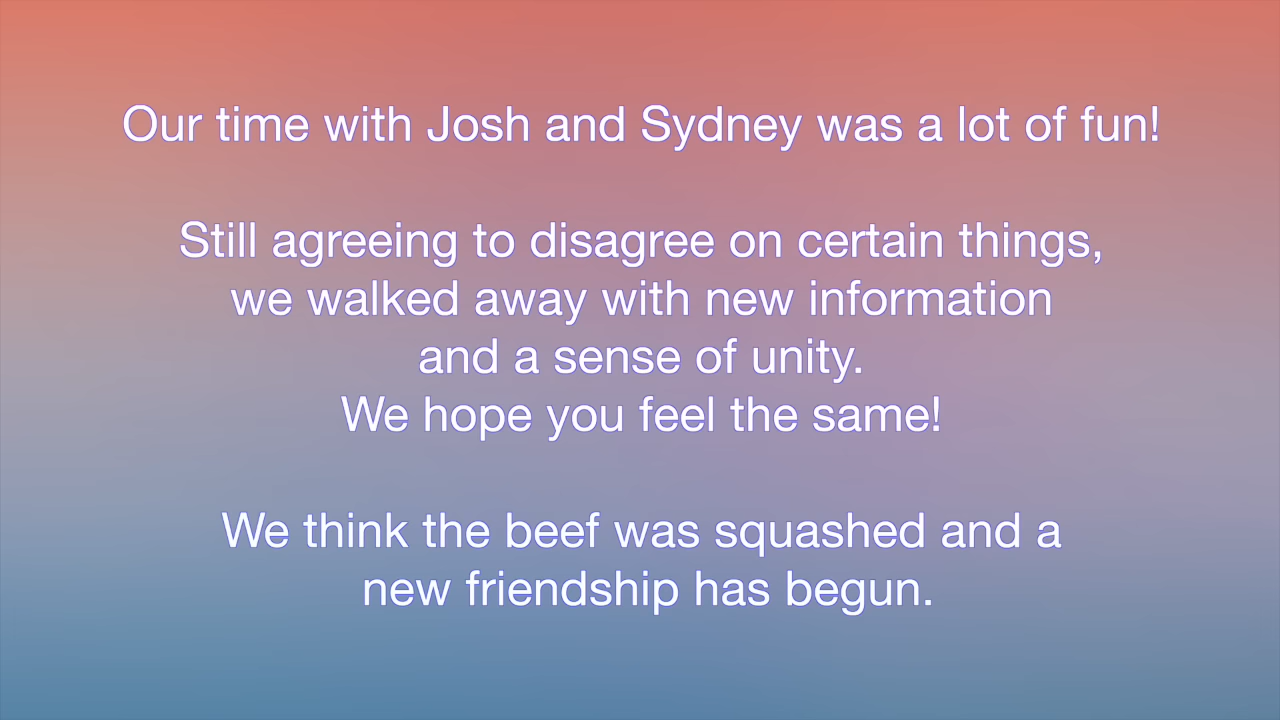 Our time with Josh and Sydney was a lot of fun!
Still agreeing to disagree on certain things,
we walked away with new information
and a sense of unity.
We hope you feel the same!
We think the beef was squashed and a
new friendship has begun.